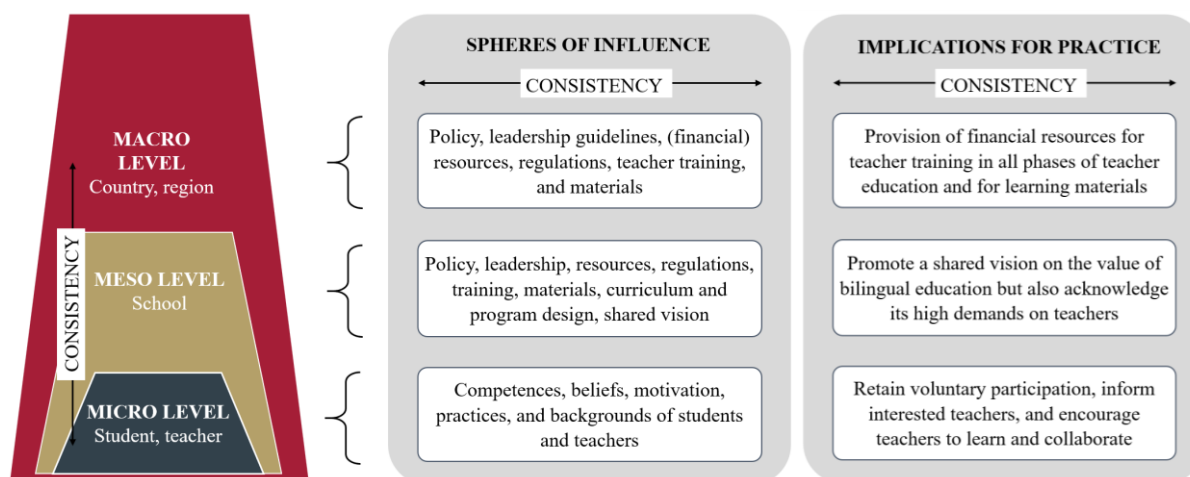 MACRO
LEVEL
Country, region
MESO LEVEL
School
MICRO LEVEL
Student, teacher
CONSISTENCY
SPHERES OF INFLUENCE
CONSISTENCY
Policy, leadership guidelines, (financial)
resources, regulations, teacher training,
and materials
Policy, leadership, resources, regulations,
training, materials, curriculum and
program design, shared vision
Competences, beliefs, motivation,
practices, and backgrounds of students
and teachers
IMPLICATIONS FOR PRACTICE
CONSISTENCY
Provision of financial resources for
teacher training in all phases of teacher
education and for learning materials
Promote a shared vision on the value of
bilingual education but also acknowledge
its high demands on teachers
Retain voluntary participation, inform
interested teachers, and encourage
teachers to learn and collaborate